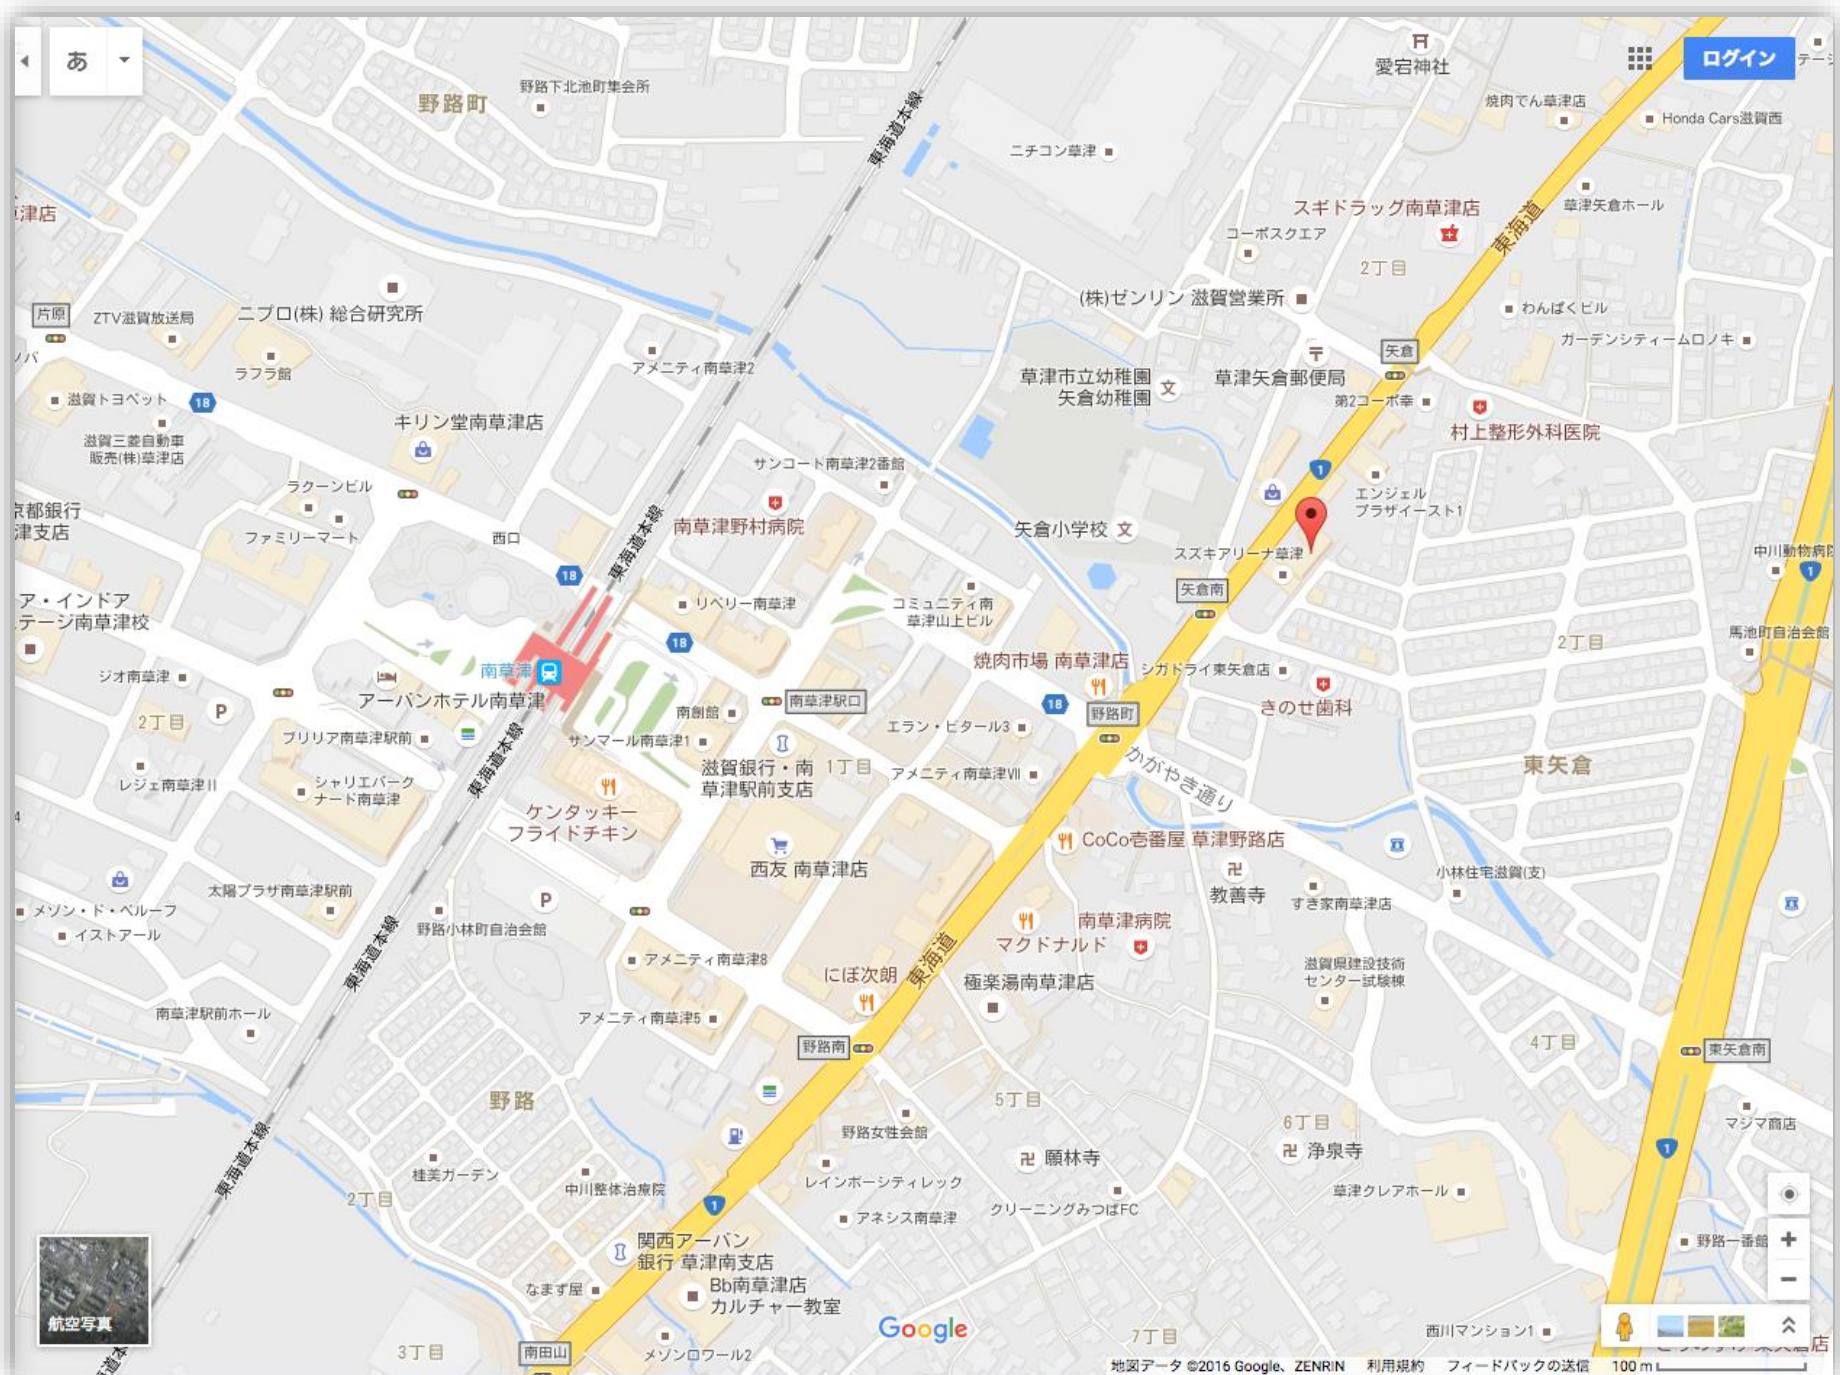 あ
ログイン
愛宕神社
焼肉でん草津店
Honda Cars滋賀西
野路下北池町集会所
野路町
東海道本線
ニチコン草津
スギドラッグ南草津店
草津矢倉ホール
東海道
コーポスクエア
2丁目
津店
片原
ZTV滋賀放送局
ニプロ(株) 総合研究所
(株)ゼンリン 滋賀営業所
わんぱくビル
ガーデンシティームロノキ
ラフラ館
アメニティ南草津2
矢倉
草津市立幼稚園
矢倉幼稚園
草津矢倉郵便局
第2コーポ幸
滋賀トヨペット
18
キリン堂南草津店
村上整形外科医院
滋賀三菱自動車
販売(株)草津店
サンコート南草津2番館
1
ラクーンビル
エンジェル
プラザイースト1
京都銀行
津支店
ファミリーマート
西口
南草津野村病院
東海道本線
矢倉小学校
スズキアリーナ草津
中川動物病院
18
1
矢倉南
ア・インドア
テージ南草津校
リベリー南草津
コミュニティ南
草津山上ビル
2丁目
馬池町自治会館
18
南草津
焼肉市場 南草津店
シガドライ東矢倉店
ジオ南草津
P
アーバンホテル南草津
南草津駅口
18
野路町
きのせ歯科
2丁目
南創館
エラン・ビタール3
ブリリア南草津駅前
サンマール南草津1
東海道本線
滋賀銀行・南
草津駅前支店
1丁目
アメニティ南草津VII
かがやき通り
東矢倉
レジェ南草津II
シャリエパーク
ナード南草津
ケンタッキー
フライドチキン
CoCo壱番屋 草津野路店
西友 南草津店
教善寺
小林住宅滋賀(支)
太陽プラザ南草津駅前
P
すき家南草津店
メゾン・ド・ベルーフ
イストアール
野路小林町自治会館
南草津病院
マクドナルド
東海道本線
東海道
アメニティ南草津8
にぼ次朗
極楽湯南草津店
滋賀県建設技術
センター試験棟
南草津駅前ホール
アメニティ南草津5
野路南
4丁目
東矢倉南
野路
5丁目
6丁目
マジマ商店
野路女性会館
東海道本線
願林寺
浄泉寺
1
桂美ガーデン
中川整体治療院
レインボーシティレック
2丁目
1
アネシス南草津
クリーニングみつばFC
草津クレアホール
関西アーバン
銀行 草津南支店
野路一番館
なまず屋
Bb南草津店
カルチャー教室
航空写真
Google
7丁目
西川マンション1
3丁目
南田山
メゾンロワール2
地図データ ©2016 Google、ZENRIN 利用規約 フィードバックの送信 100 m